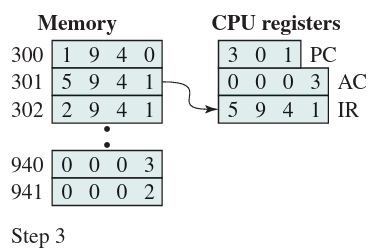 Memory CPU registers
300 1 9 4 0 3 0 1 PC
301 5 9 4 1 0 0 0 3 AC
302 2 9 4 1 5 9 4 1 IR
940 0 0 0 3
941 0 0 0 2
Step 3